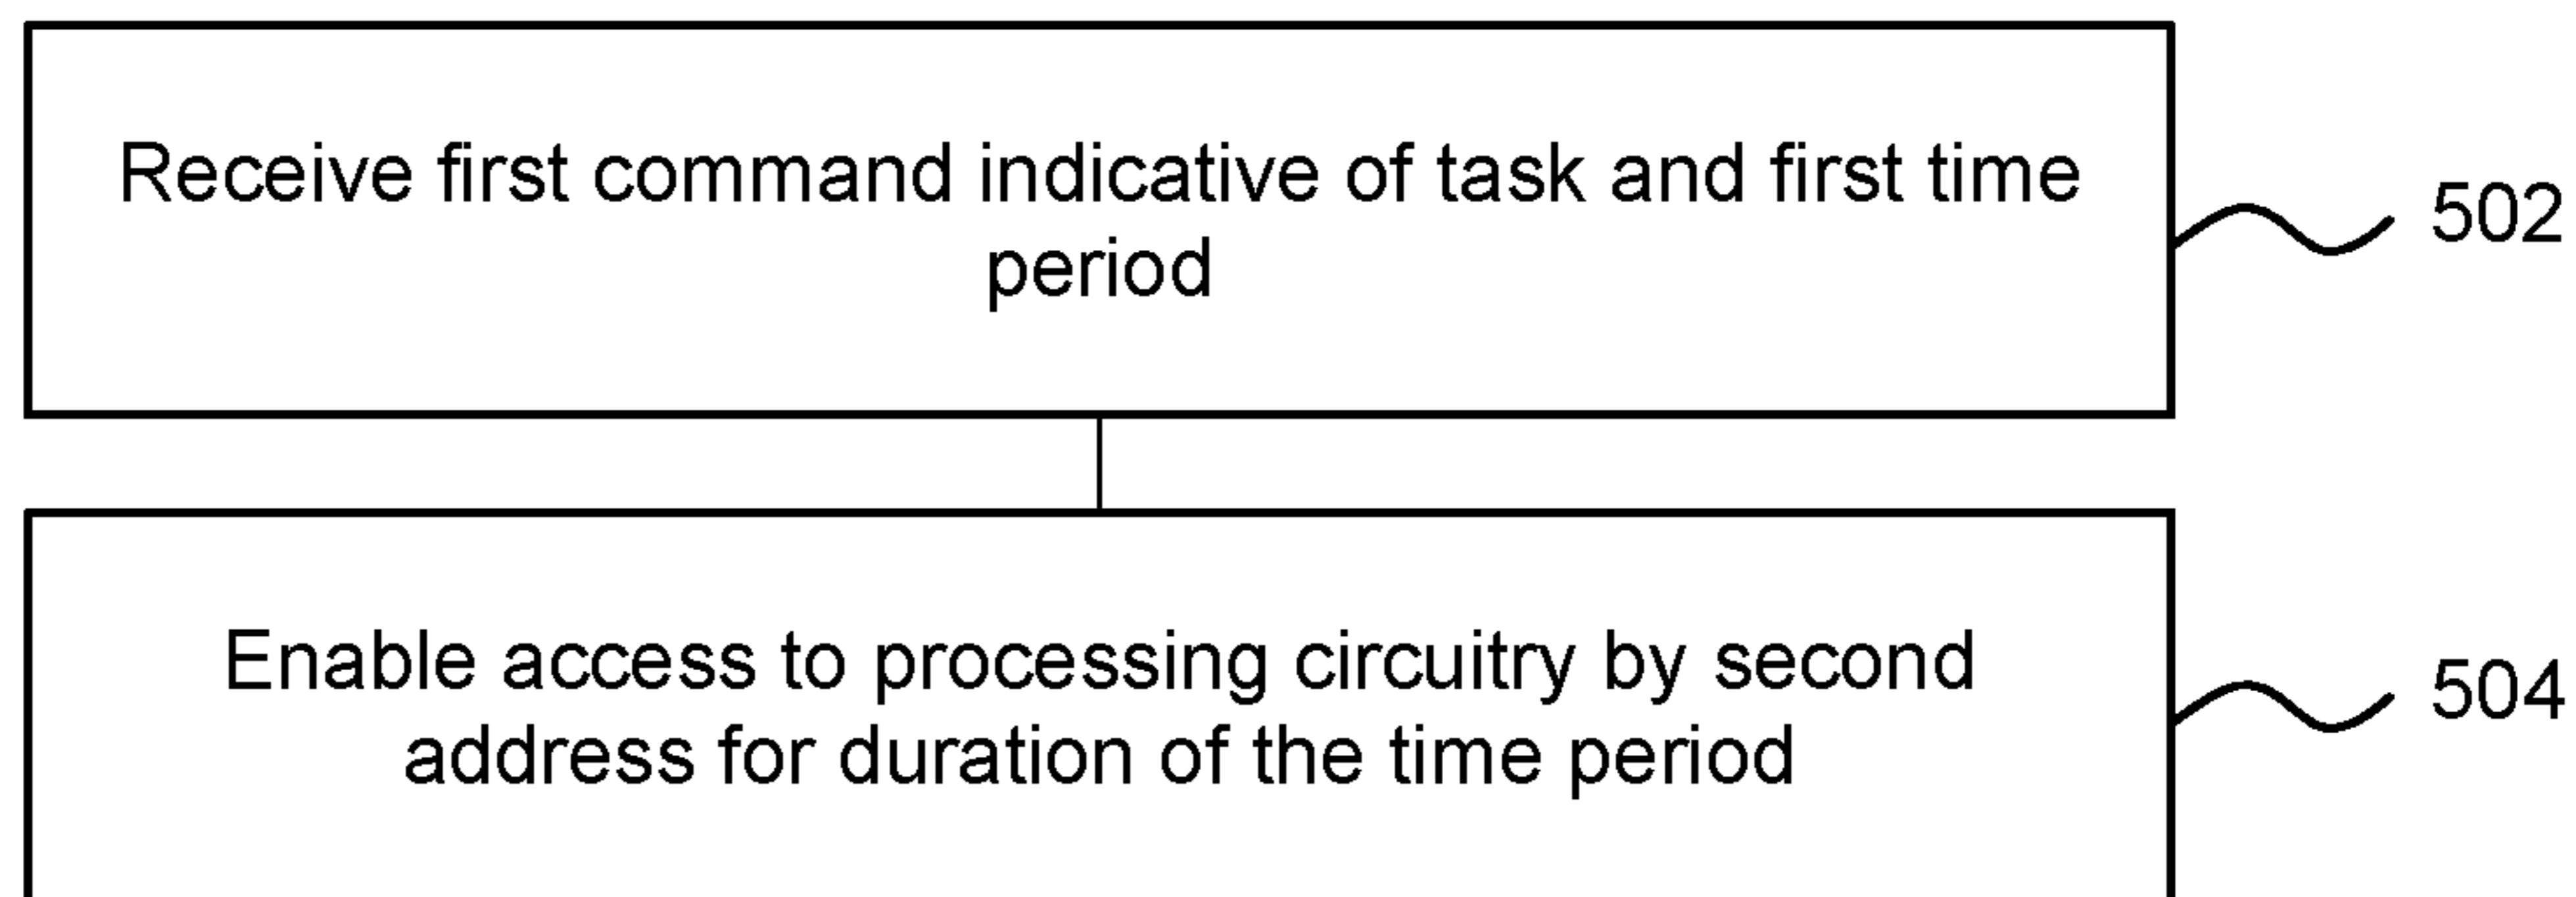 Receive first command indicative of task and first time
period
502
Enable access to processing circuitry by second
address for duration of the time period
504